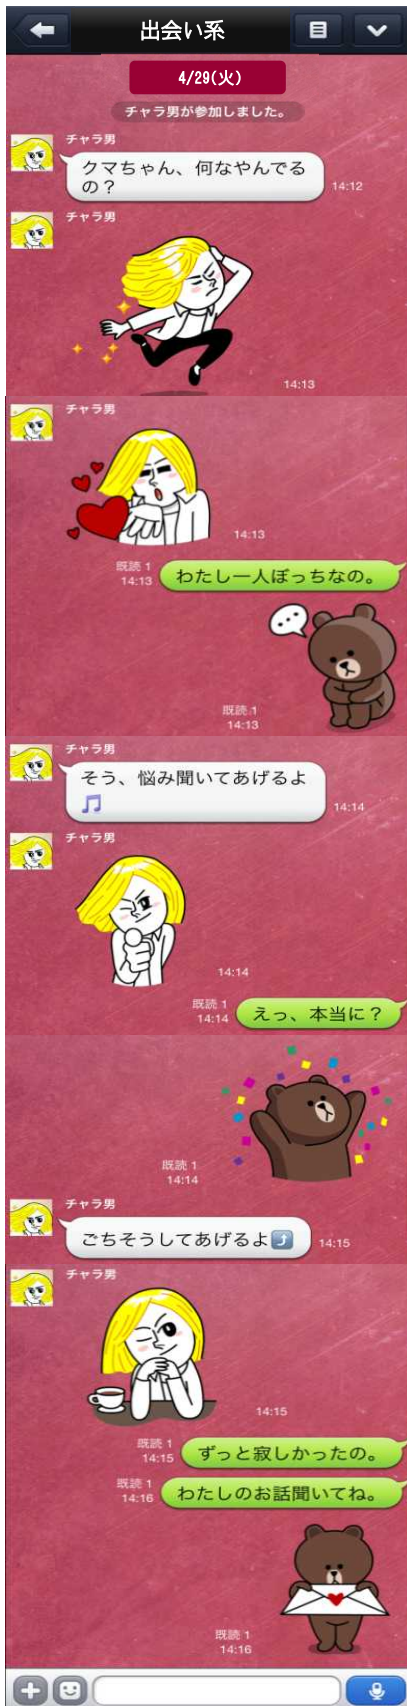 出会い系
4/29(火)
チャラ男が参加しました。
チャラ男
クマちゃん、何なやんでる
の？
14:12
チャラ男
14:13
チャラ男
14:13
既読 1
14:13
わたし一人ぼっちなの。
...
既読 1
14:13
チャラ男
そう、悩み聞いてあげるよ
🎵
14:14
チャラ男
14:14
既読 1
14:14
えっ、本当に？
既読 1
14:14
チャラ男
ごちそうしてあげるよ⤴
14:15
チャラ男
14:15
既読 1
14:15
ずっと寂しかったの。
既読 1
14:16
わたしのお話聞いてね。
既読 1
14:16